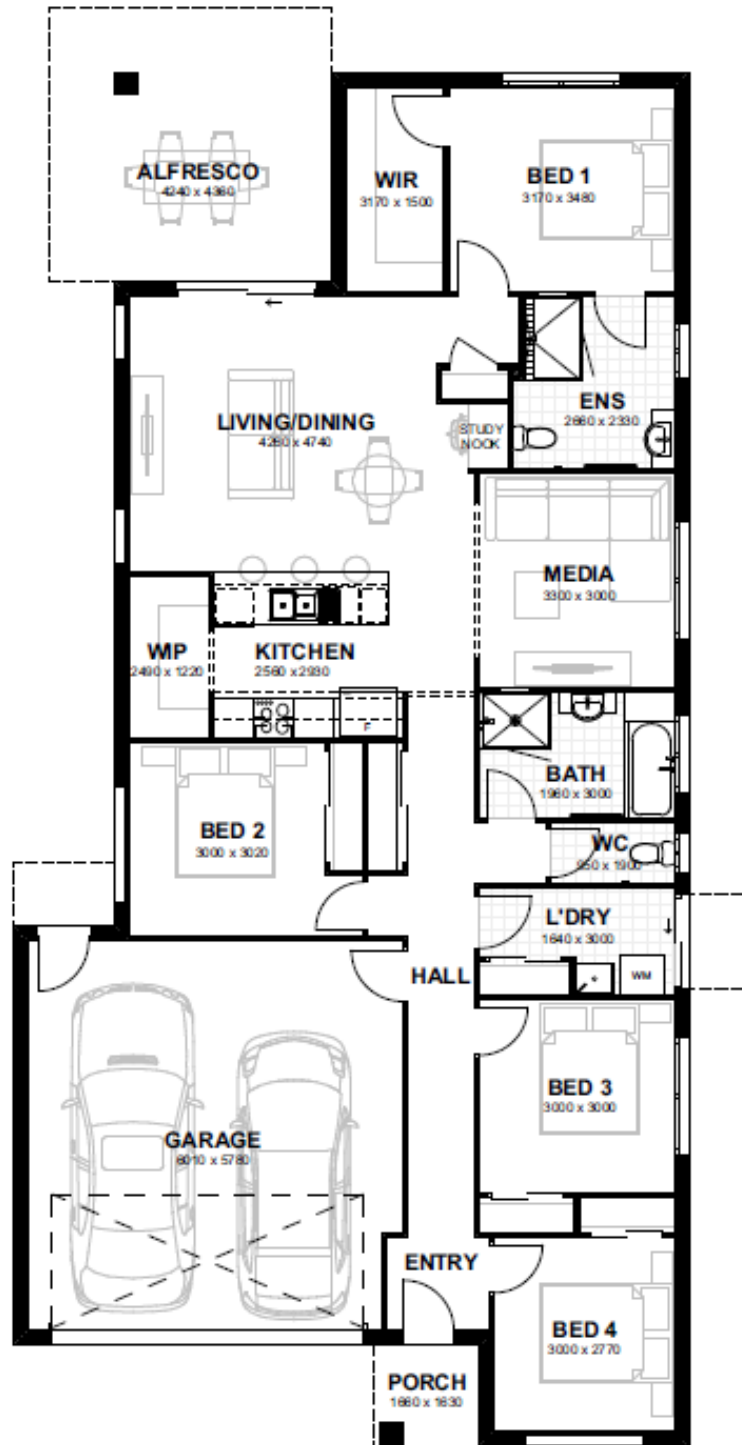 ALFRESCO
4240 x 4360
WIR
3170 x 1500
BED 1
3170 x 3480
LIVING/DINING
4260 x 4740
STUDY
NOOK
ENS
2660 x 2330
MEDIA
3300 x 3000
WIP
2490 x 1220
KITCHEN
2560 x 2930
F
BATH
1960 x 3000
BED 2
3000 x 3020
WC
950 x 1900
L'DRY
1640 x 3000
WM
HALL
BED 3
3000 x 3000
GARAGE
6010 x 5780
ENTRY
BED 4
3000 x 2770
PORCH
1660 x 1630